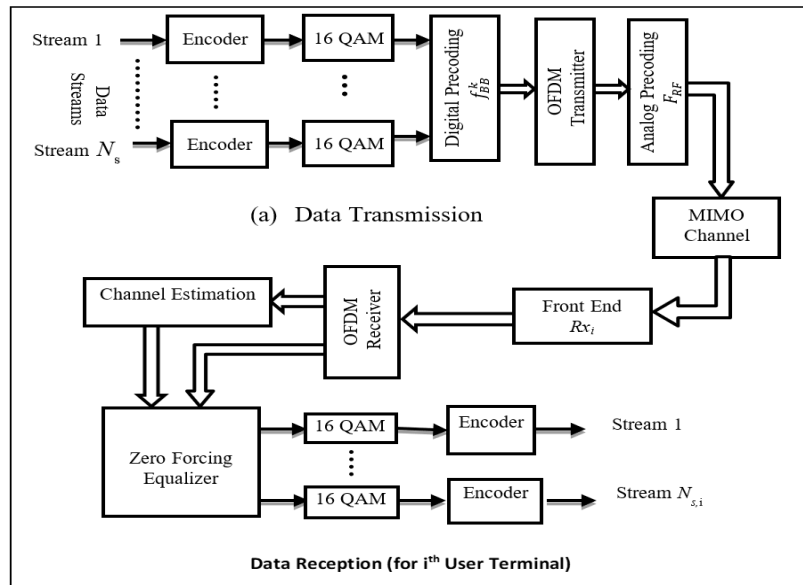 Stream 1
Encoder
16 QAM
Data
Streams
Stream N_s
Encoder
16 QAM
Digital Precoding
f_BB^k
OFDM
Transmitter
Analog Precoding
F_RF
(a) Data Transmission
MIMO
Channel
Channel Estimation
OFDM
Receiver
Front End
Rx_i
Zero Forcing
Equalizer
16 QAM
Encoder
Stream 1
16 QAM
Encoder
Stream N_s,i
Data Reception (for i^th User Terminal)